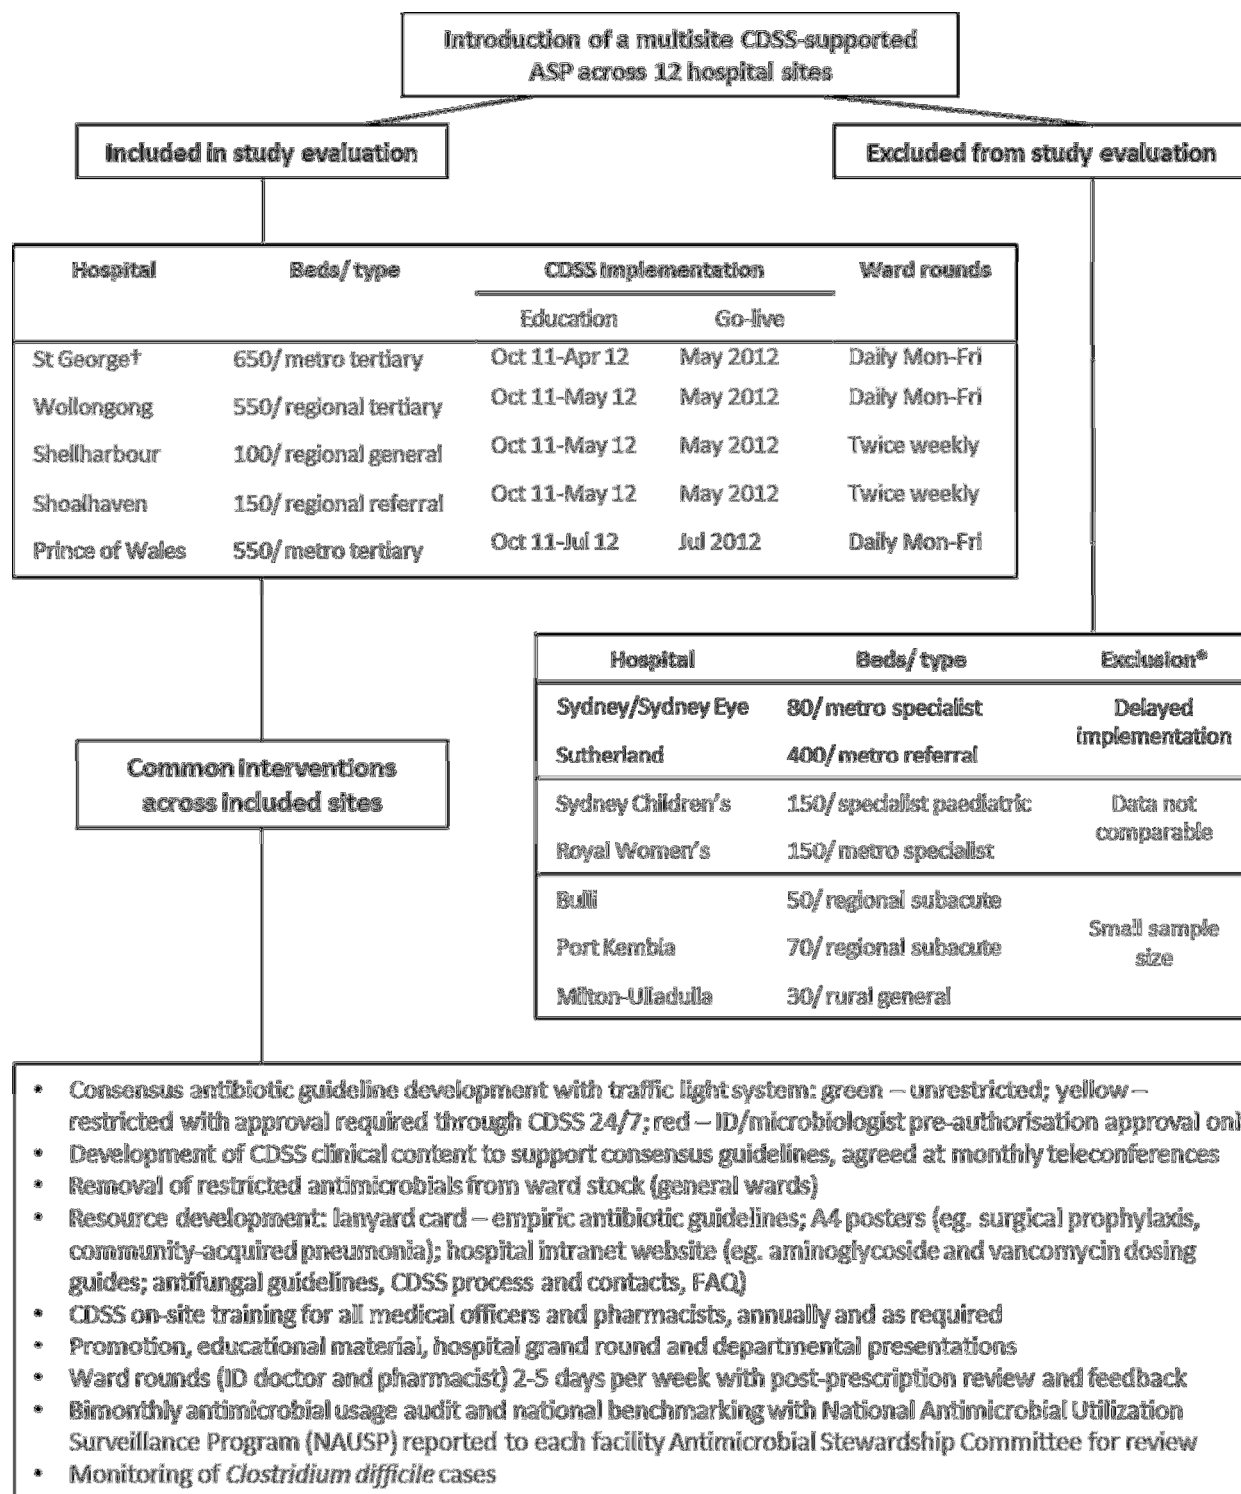 Introduction of a multisite CDSS-supported
ASP across 12 hospital sites
Included in study evaluation
Excluded from study evaluation
Hospital Beds/ type CDSS implementation Ward rounds
Education Go-live
St George† 650/ metro tertiary Oct 11-Apr 12 May 2012 Daily Mon-Fri
Wollongong 550/ regional tertiary Oct 11-May 12 May 2012 Daily Mon-Fri
Shellharbour 100/ regional general Oct 11-May 12 May 2012 Twice weekly
Shoalhaven 150/ regional referral Oct 11-May 12 May 2012 Twice weekly
Prince of Wales 550/ metro tertiary Oct 11-Jul 12 Jul 2012 Daily Mon-Fri
Hospital Beds/ type Exclusion*
Sydney/Sydney Eye 80/ metro specialist Delayed
implementation
Sutherland 400/ metro referral
Sydney Children's 150/ specialist paediatric Data not
comparable
Royal Women's 150/ metro specialist
Bulli 50/ regional subacute
Port Kembla 70/ regional subacute Small sample
size
Milton-Ulladulla 30/ rural general
Common interventions
across included sites
• Consensus antibiotic guideline development with traffic light system: green – unrestricted; yellow –
restricted with approval required through CDSS 24/7; red – ID/microbiologist pre-authorisation approval onl
• Development of CDSS clinical content to support consensus guidelines, agreed at monthly teleconferences
• Removal of restricted antimicrobials from ward stock (general wards)
• Resource development: lanyard card – empiric antibiotic guidelines; A4 posters (eg. surgical prophylaxis,
community-acquired pneumonia); hospital intranet website (eg. aminoglycoside and vancomycin dosing
guides; antifungal guidelines, CDSS process and contacts, FAQ)
• CDSS on-site training for all medical officers and pharmacists, annually and as required
• Promotion, educational material, hospital grand round and departmental presentations
• Ward rounds (ID doctor and pharmacist) 2-5 days per week with post-prescription review and feedback
• Bimonthly antimicrobial usage audit and national benchmarking with National Antimicrobial Utilization
Surveillance Program (NAUSP) reported to each facility Antimicrobial Stewardship Committee for review
• Monitoring of Clostridium difficile cases